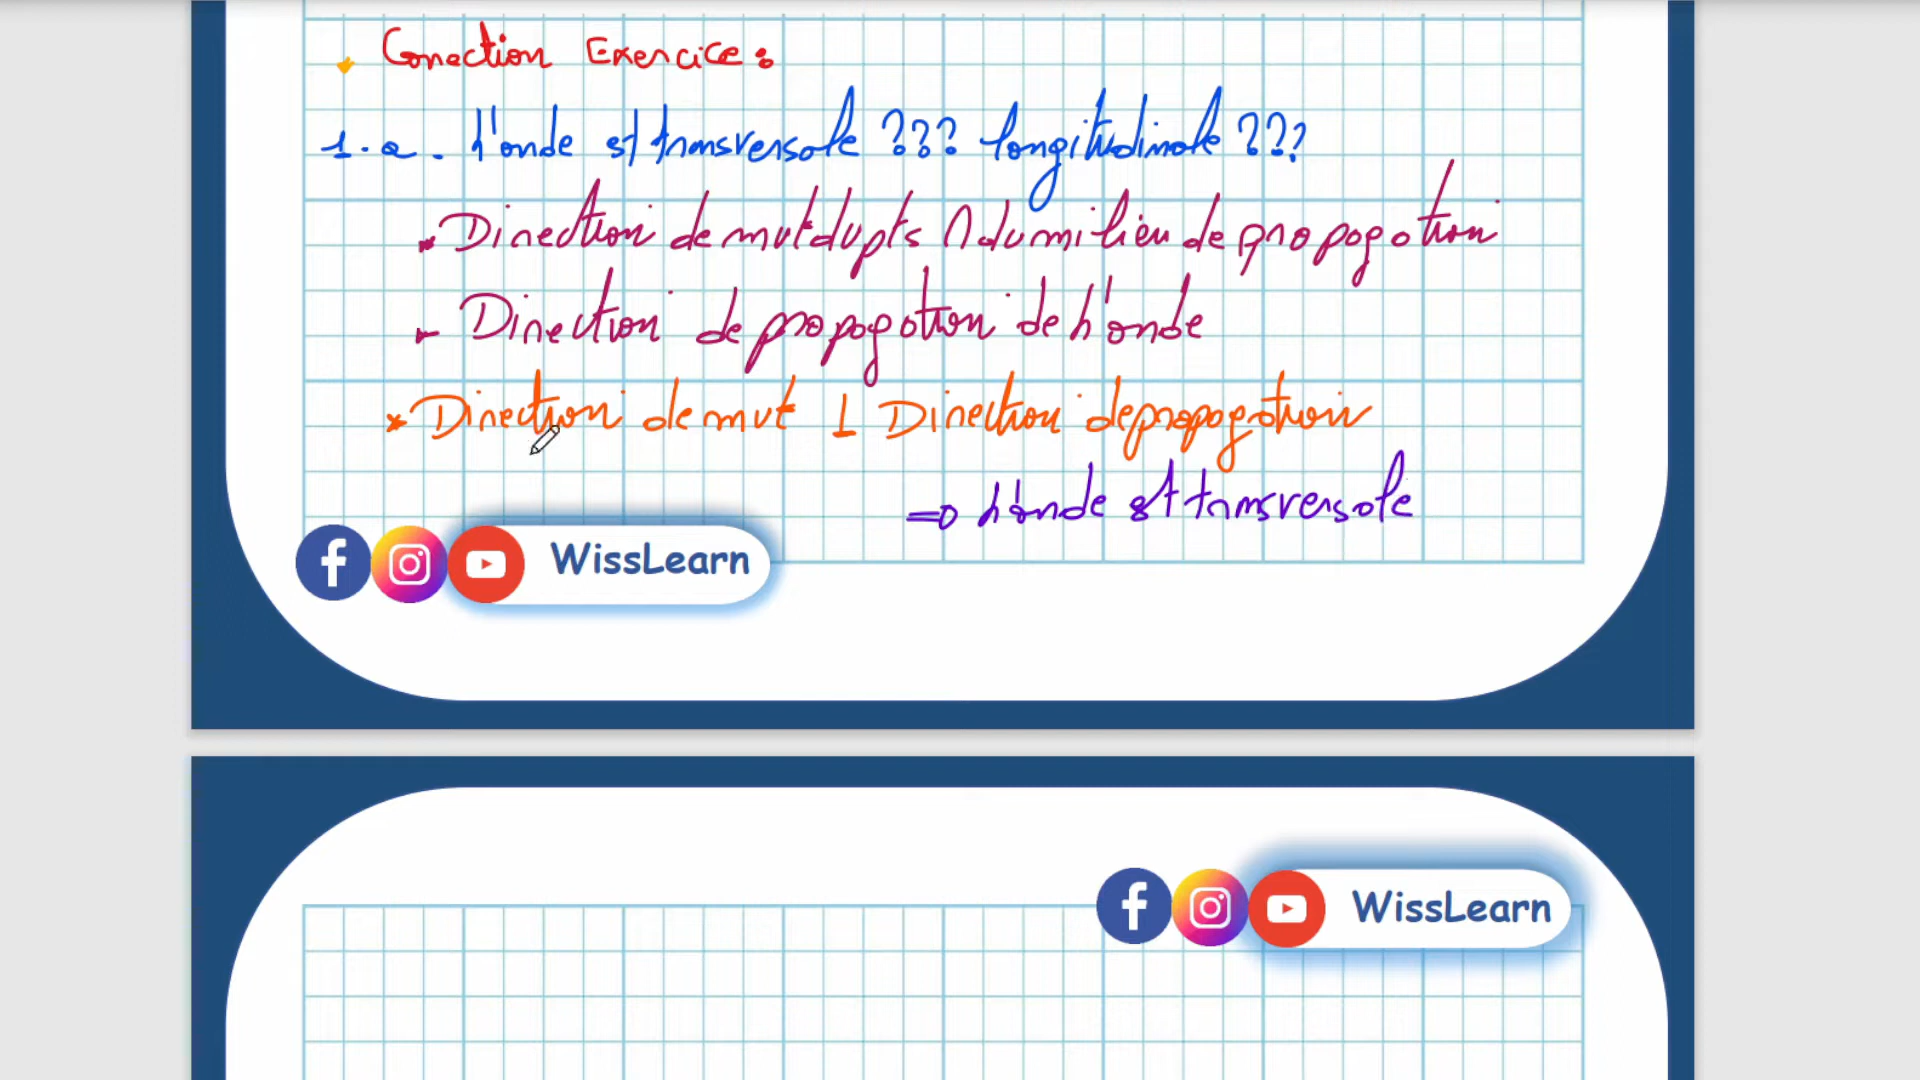 Correction Exercice :
1. a. L'onde est transversale ??? longitudinale ???
Direction de mvt du pts M du milieu de propagation
- Direction de propagation de l'onde
* Direction de mvt ⊥ Direction de propagation
=> L'onde est transversale
WissLearn
WissLearn